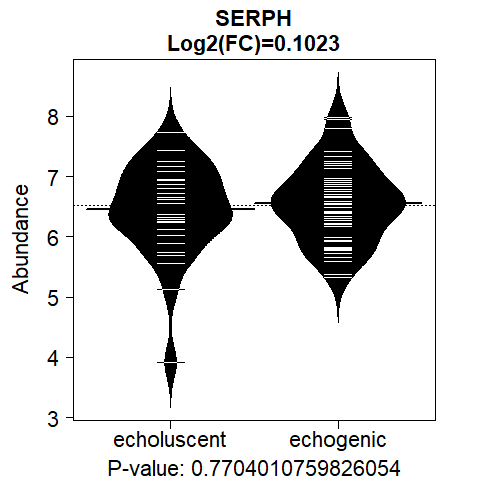 SERPH
Log2(FC)=0.1023
Abundance
8
7
6
5
4
3
echoluscent echogenic
P-value: 0.7704010759826054